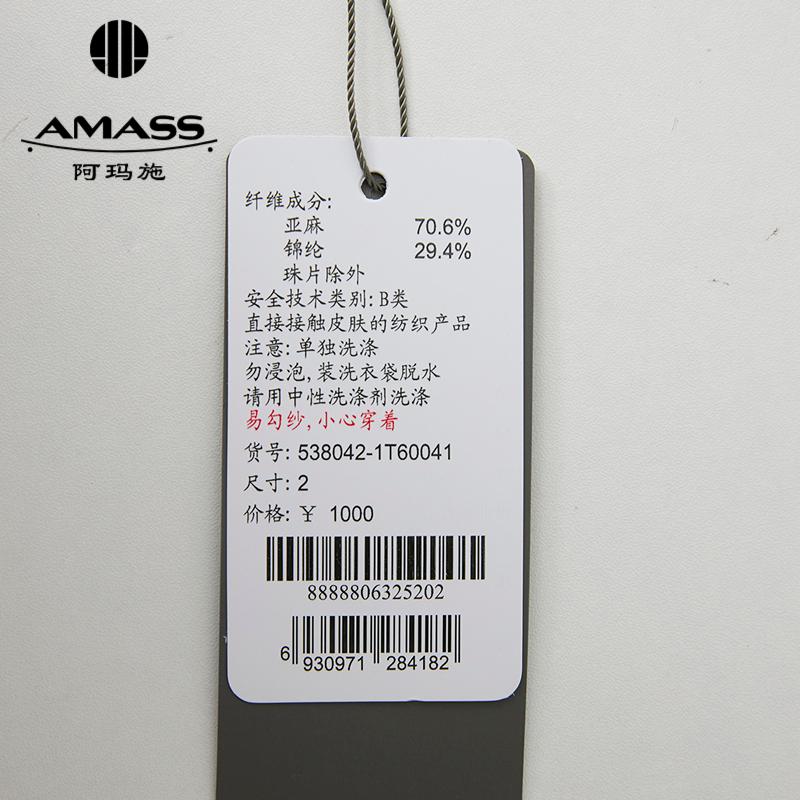 AMASS
阿玛施
纤维成分:
亚麻 70.6%
锦纶 29.4%
珠片除外
安全技术类别: B类
直接接触皮肤的纺织产品
注意: 单独洗涤
勿浸泡, 装洗衣袋脱水
请用中性洗涤剂洗涤
易勾纱, 小心穿着
货号: 538042-1T60041
尺寸: 2
价格: ¥ 1000
8888806325202
6 930971 284182